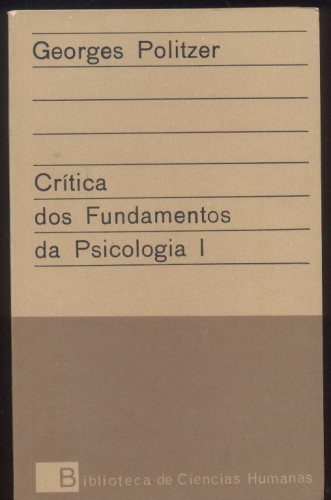 Georges Politzer
Crítica
dos Fundamentos
da Psicologia I
Biblioteca de Ciencias Humanas